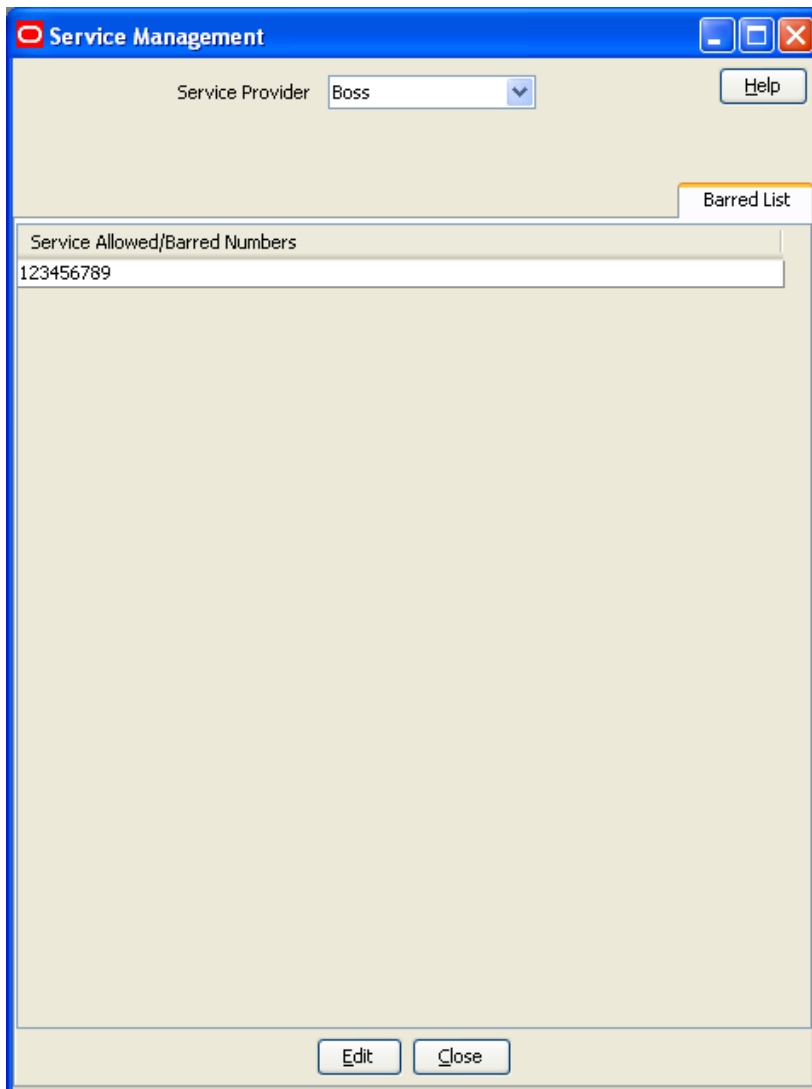 Service Management
Service Provider Boss Help
Barred List
Service Allowed/Barred Numbers
123456789
Edit Close